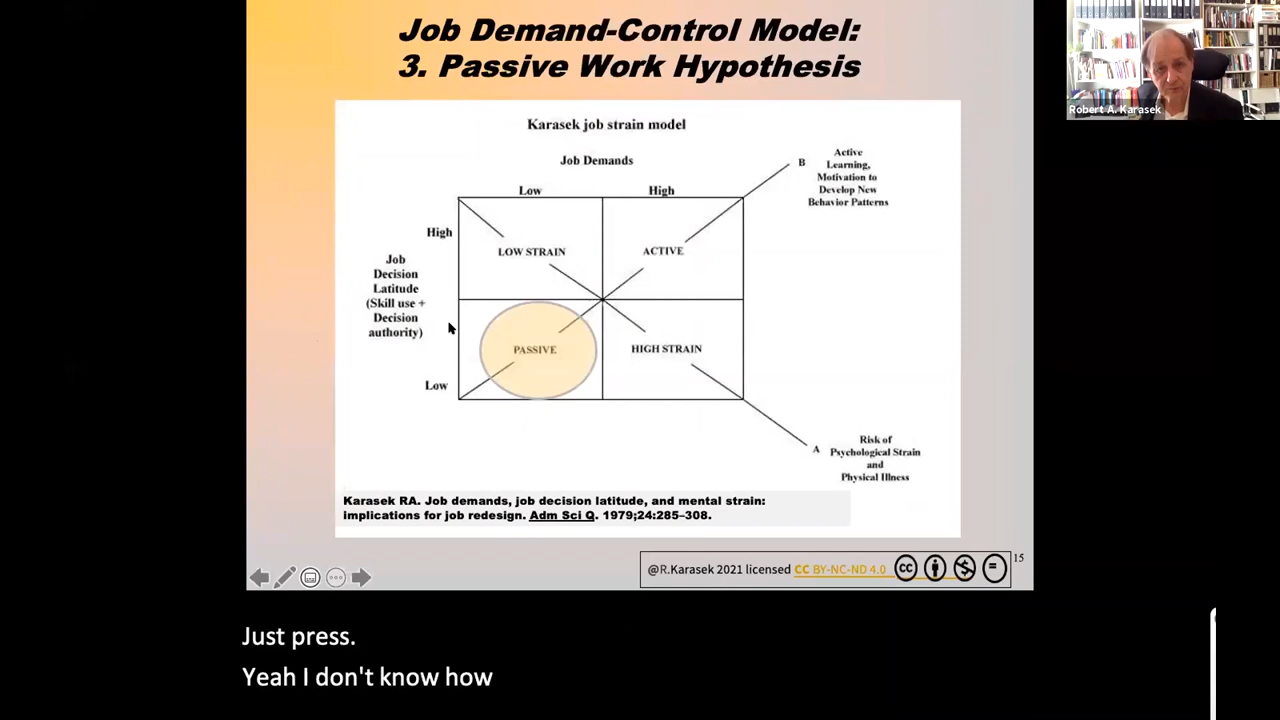 Job Demand-Control Model:
3. Passive Work Hypothesis
Robert A. Karasek
Karasek job strain model
Job Demands
Low
High
B
Active
Learning,
Motivation to
Develop New
Behavior Patterns
High
Job
Decision
Latitude
(Skill use +
Decision
authority)
Low
LOW STRAIN
ACTIVE
PASSIVE
HIGH STRAIN
A
Risk of
Psychological Strain
and
Physical Illness
Karasek RA. Job demands, job decision latitude, and mental strain:
implications for job redesign. Adm Sci Q. 1979;24:285–308.
@R.Karasek 2021 licensed CC BY-NC-ND 4.0
cc
15
Just press.
Yeah I don't know how